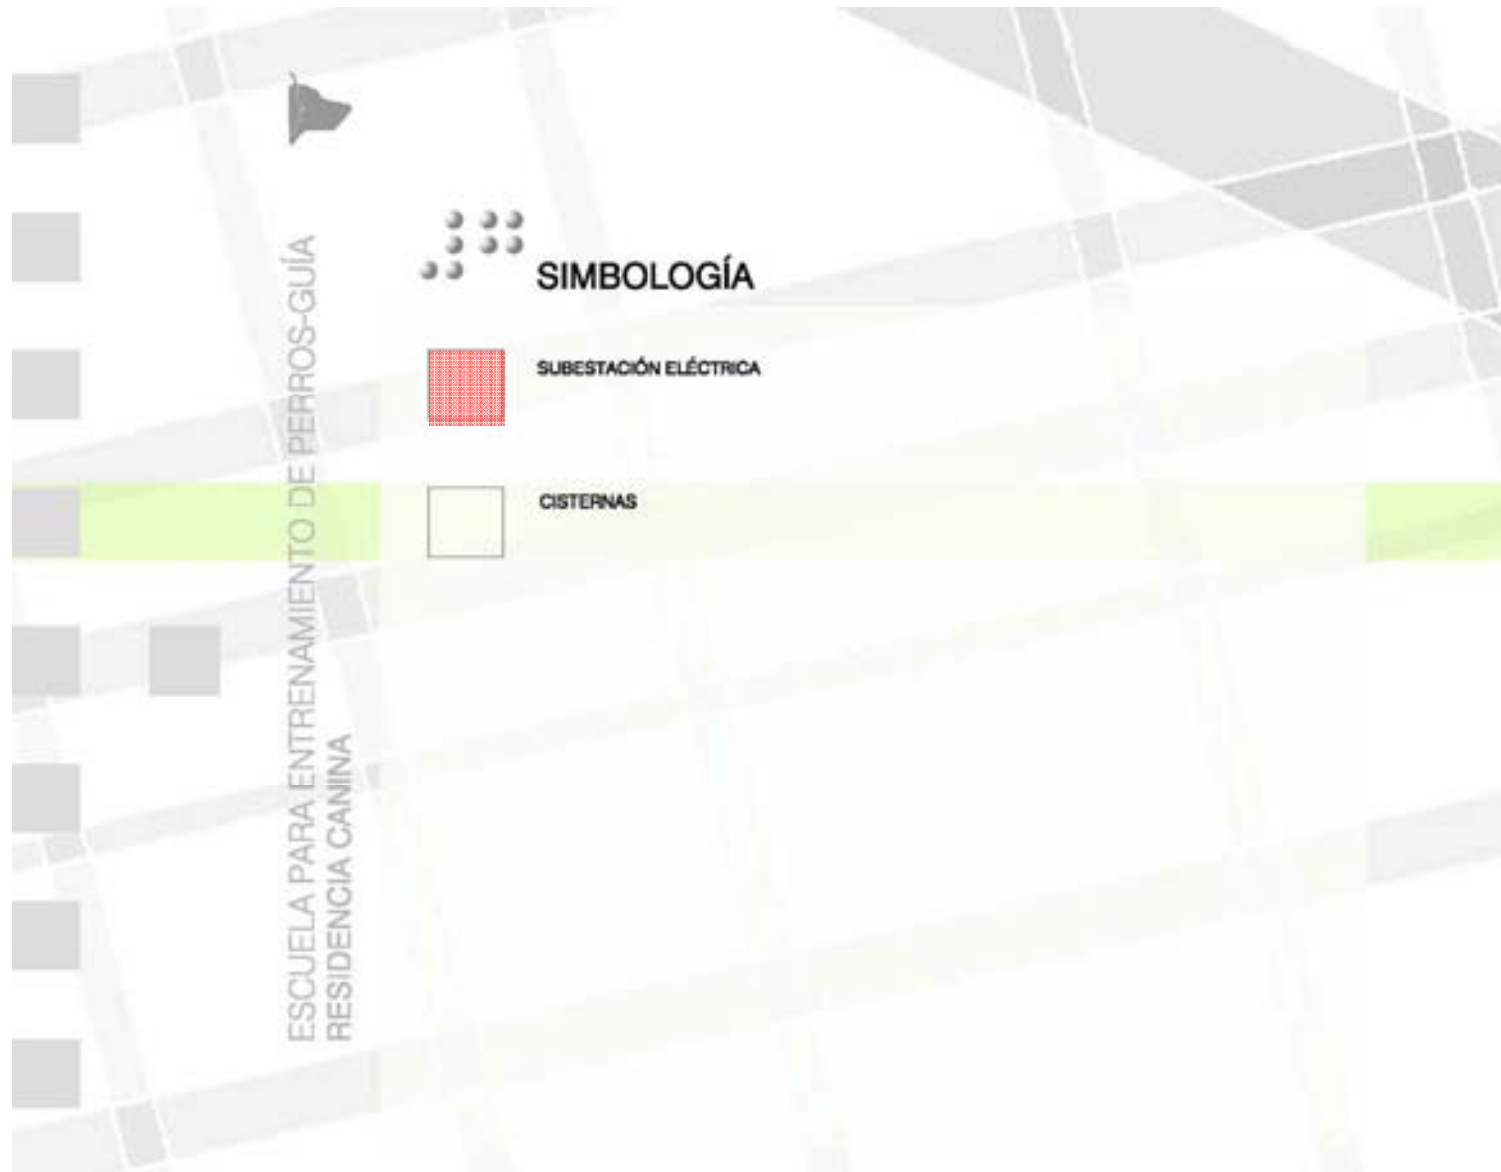 ESCUELA PARA ENTRENAMIENTO DE PERROS-GUÍA
RESIDENCIA CANINA
SIMBOLOGÍA
SUBESTACIÓN ELÉCTRICA
CISTERNAS